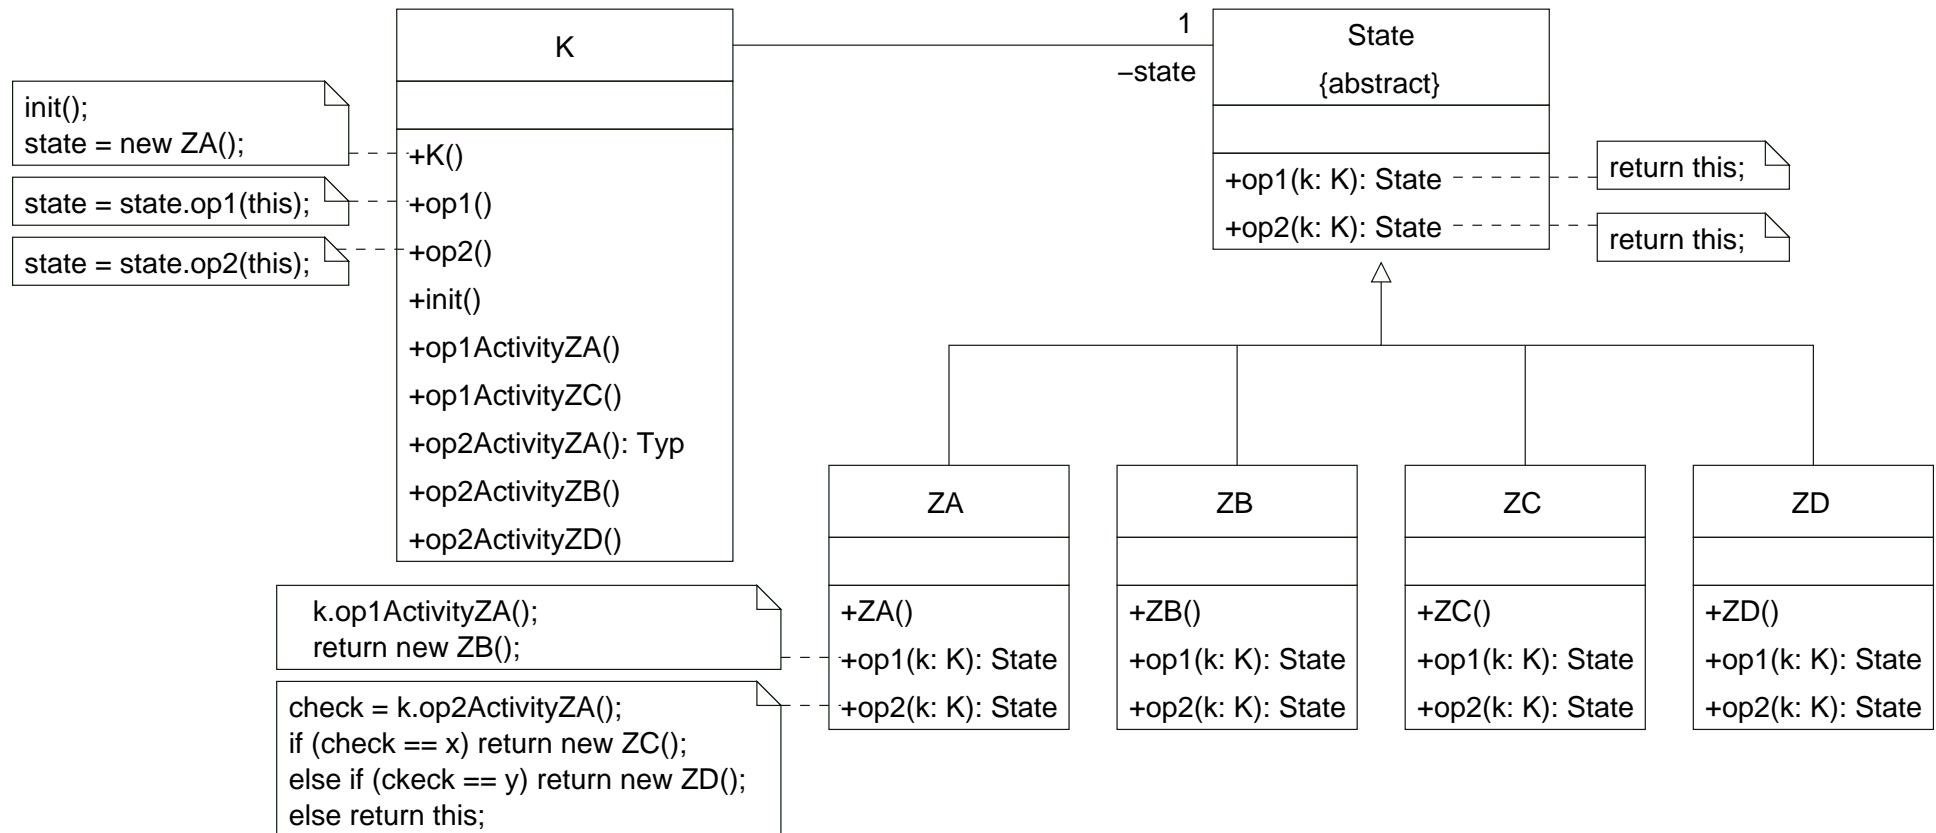 K
1
–state
State
{abstract}
init();
state = new ZA();
state = state.op1(this);
state = state.op2(this);
+K()
+op1()
+op2()
+init()
+op1ActivityZA()
+op1ActivityZC()
+op2ActivityZA(): Typ
+op2ActivityZB()
+op2ActivityZD()
+op1(k: K): State
+op2(k: K): State
return this;
return this;
ZA
+ZA()
+op1(k: K): State
+op2(k: K): State
ZB
+ZB()
+op1(k: K): State
+op2(k: K): State
ZC
+ZC()
+op1(k: K): State
+op2(k: K): State
ZD
+ZD()
+op1(k: K): State
+op2(k: K): State
k.op1ActivityZA();
return new ZB();
check = k.op2ActivityZA();
if (check == x) return new ZC();
else if (ckeck == y) return new ZD();
else return this;